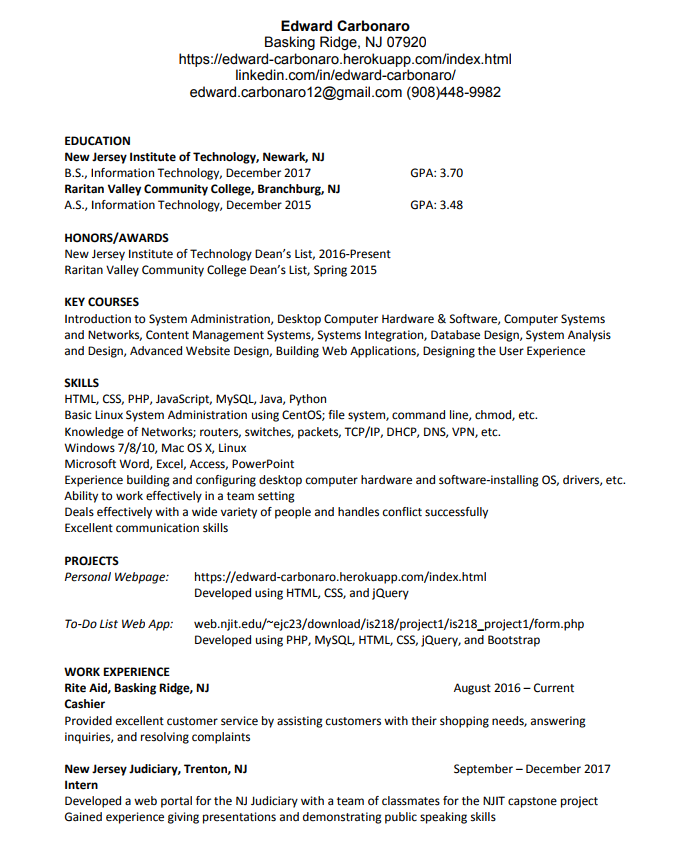 Edward Carbonaro
Basking Ridge, NJ 07920
https://edward-carbonaro.herokuapp.com/index.html
linkedin.com/in/edward-carbonaro/
edward.carbonaro12@gmail.com (908)448-9982
EDUCATION
New Jersey Institute of Technology, Newark, NJ
B.S., Information Technology, December 2017 GPA: 3.70
Raritan Valley Community College, Branchburg, NJ
A.S., Information Technology, December 2015 GPA: 3.48
HONORS/AWARDS
New Jersey Institute of Technology Dean’s List, 2016-Present
Raritan Valley Community College Dean’s List, Spring 2015
KEY COURSES
Introduction to System Administration, Desktop Computer Hardware & Software, Computer Systems
and Networks, Content Management Systems, Systems Integration, Database Design, System Analysis
and Design, Advanced Website Design, Building Web Applications, Designing the User Experience
SKILLS
HTML, CSS, PHP, JavaScript, MySQL, Java, Python
Basic Linux System Administration using CentOS; file system, command line, chmod, etc.
Knowledge of Networks; routers, switches, packets, TCP/IP, DHCP, DNS, VPN, etc.
Windows 7/8/10, Mac OS X, Linux
Microsoft Word, Excel, Access, PowerPoint
Experience building and configuring desktop computer hardware and software-installing OS, drivers, etc.
Ability to work effectively in a team setting
Deals effectively with a wide variety of people and handles conflict successfully
Excellent communication skills
PROJECTS
Personal Webpage: https://edward-carbonaro.herokuapp.com/index.html
Developed using HTML, CSS, and jQuery
To-Do List Web App: web.njit.edu/~ejc23/download/is218/project1/is218_project1/form.php
Developed using PHP, MySQL, HTML, CSS, jQuery, and Bootstrap
WORK EXPERIENCE
Rite Aid, Basking Ridge, NJ August 2016 – Current
Cashier
Provided excellent customer service by assisting customers with their shopping needs, answering
inquiries, and resolving complaints
New Jersey Judiciary, Trenton, NJ September – December 2017
Intern
Developed a web portal for the NJ Judiciary with a team of classmates for the NJIT capstone project
Gained experience giving presentations and demonstrating public speaking skills